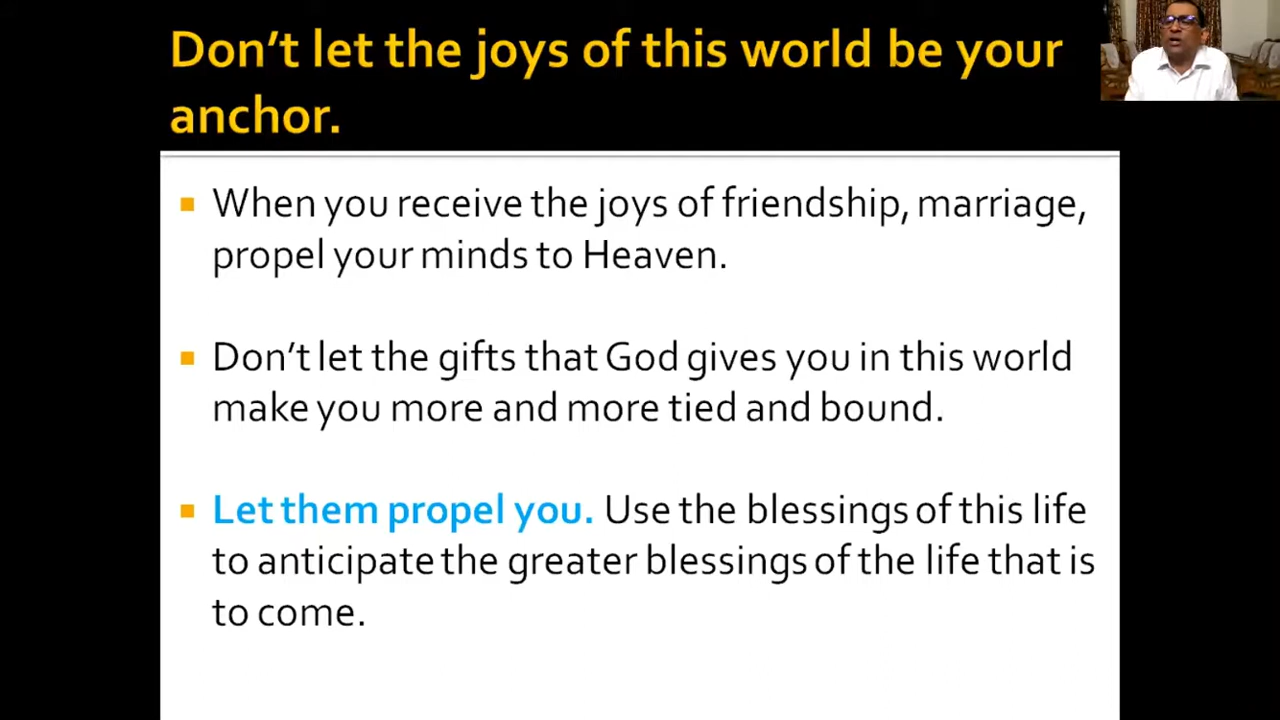 Don't let the joys of this world be your
anchor.
When you receive the joys of friendship, marriage,
propel your minds to Heaven.
Don't let the gifts that God gives you in this world
make you more and more tied and bound.
Let them propel you. Use the blessings of this life
to anticipate the greater blessings of the life that is
to come.